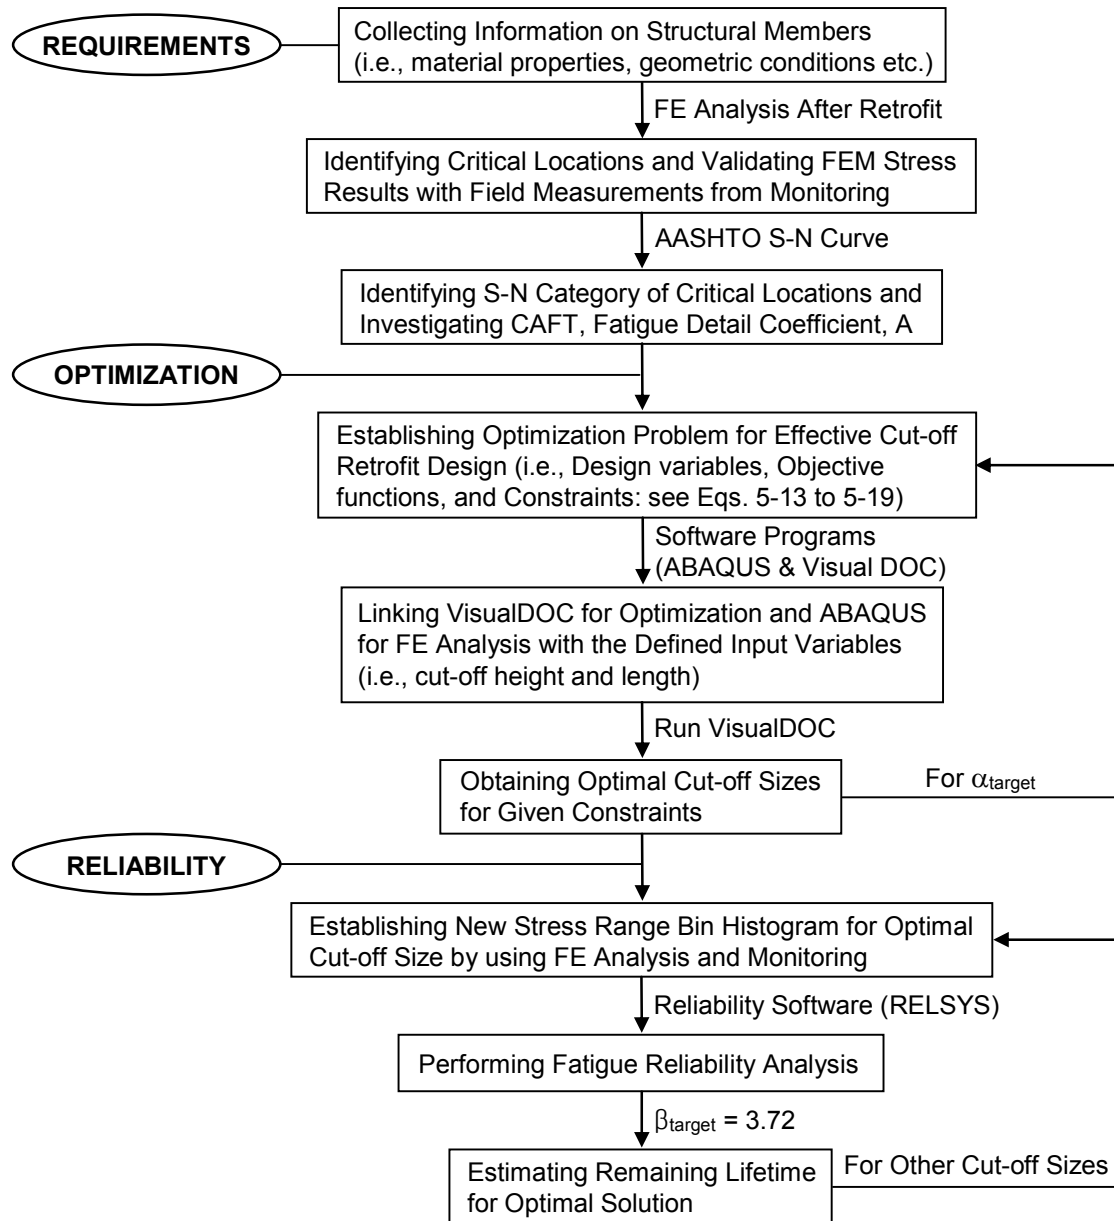 REQUIREMENTS
Collecting Information on Structural Members
(i.e., material properties, geometric conditions etc.)
FE Analysis After Retrofit
Identifying Critical Locations and Validating FEM Stress
Results with Field Measurements from Monitoring
AASHTO S-N Curve
Identifying S-N Category of Critical Locations and
Investigating CAFT, Fatigue Detail Coefficient, A
OPTIMIZATION
Establishing Optimization Problem for Effective Cut-off
Retrofit Design (i.e., Design variables, Objective
functions, and Constraints: see Eqs. 5-13 to 5-19)
Software Programs
(ABAQUS & Visual DOC)
Linking VisualDOC for Optimization and ABAQUS
for FE Analysis with the Defined Input Variables
(i.e., cut-off height and length)
Run VisualDOC
Obtaining Optimal Cut-off Sizes
for Given Constraints
For αtarget
RELIABILITY
Establishing New Stress Range Bin Histogram for Optimal
Cut-off Size by using FE Analysis and Monitoring
Reliability Software (RELSYS)
Performing Fatigue Reliability Analysis
βtarget = 3.72
Estimating Remaining Lifetime
for Optimal Solution
For Other Cut-off Sizes